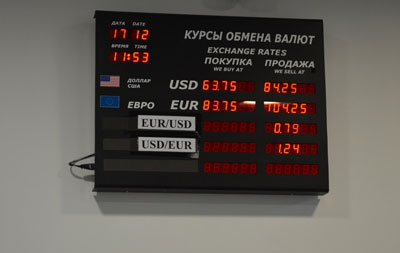 ДАТА DATE
17 12
КУРСЫ ОБМЕНА ВАЛЮТ
ВРЕМЯ TIME
EXCHANGE RATES
11:53
ПОКУПКА ПРОДАЖА
WE BUY AT WE SELL AT
ДОЛЛАР США USD 63.75 84.25
ЕВРО EUR 83.75 104.25
EUR/USD 0.79
USD/EUR 1.24